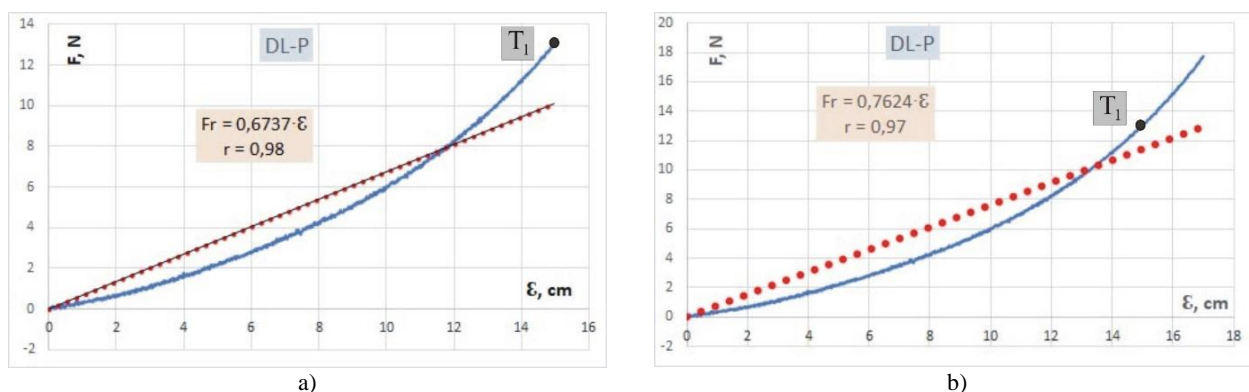 14
12
10
8
6
4
2
0
-2
F, N
DL-P
T1
Fr = 0,6737·Ɛ
r = 0,98
Ɛ, cm
0 2 4 6 8 10 12 14 16
a)
20
18
16
14
12
10
8
6
4
2
0
-2
F, N
DL-P
Fr = 0,7624·Ɛ
r = 0,97
T1
Ɛ, cm
0 2 4 6 8 10 12 14 16 18
b)